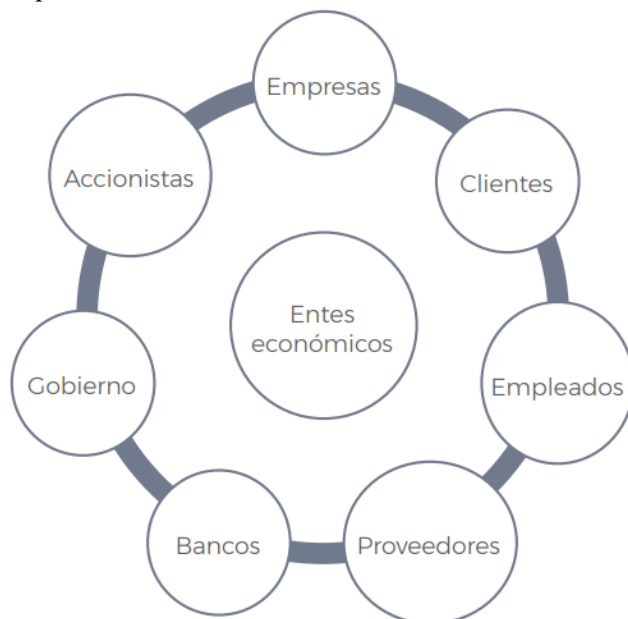 Empresas
Clientes
Empleados
Proveedores
Bancos
Gobierno
Accionistas
Entes
económicos